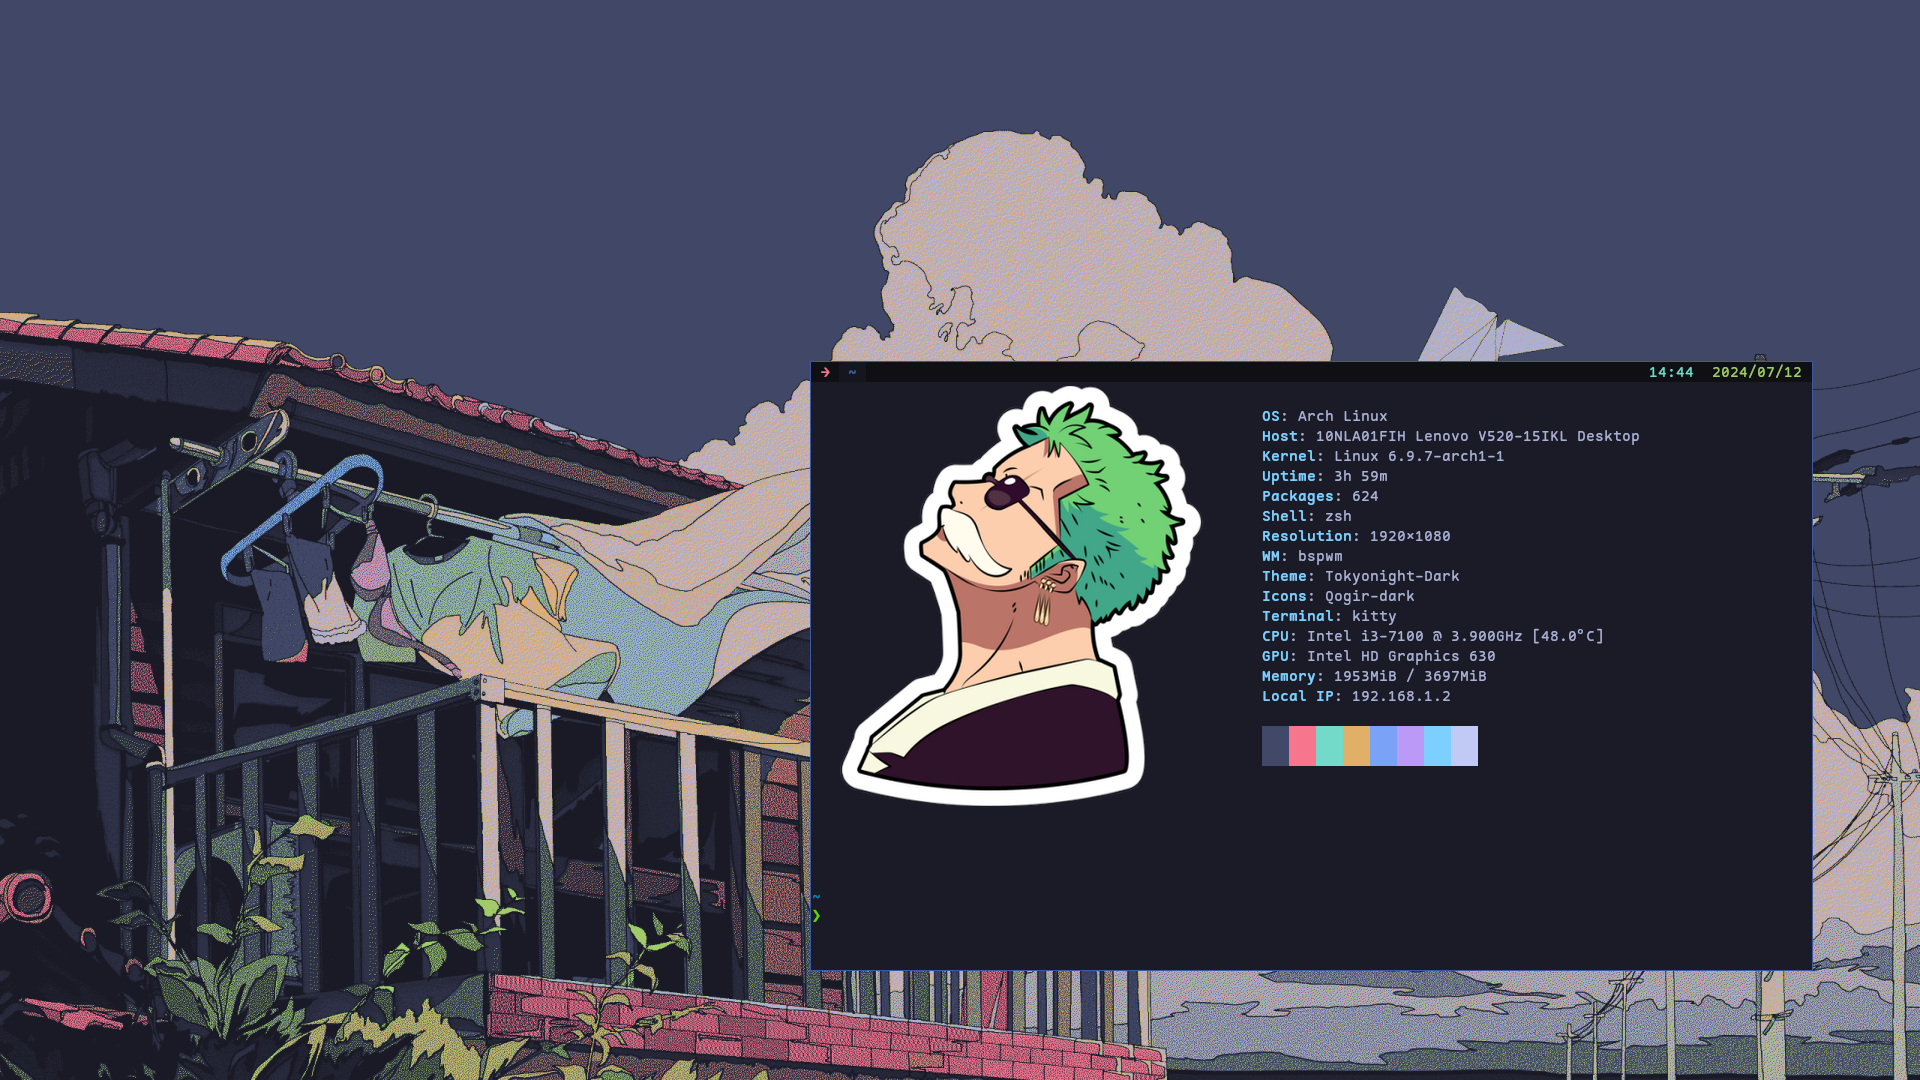 ➔ ~ 14:44 2024/07/12
OS: Arch Linux
Host: 10NLA01FIH Lenovo V520-15IKL Desktop
Kernel: Linux 6.9.7-arch1-1
Uptime: 3h 59m
Packages: 624
Shell: zsh
Resolution: 1920×1080
WM: bspwm
Theme: Tokyonight-Dark
Icons: Qogir-dark
Terminal: kitty
CPU: Intel i3-7100 @ 3.900GHz [48.0°C]
GPU: Intel HD Graphics 630
Memory: 1953MiB / 3697MiB
Local IP: 192.168.1.2
~
❯